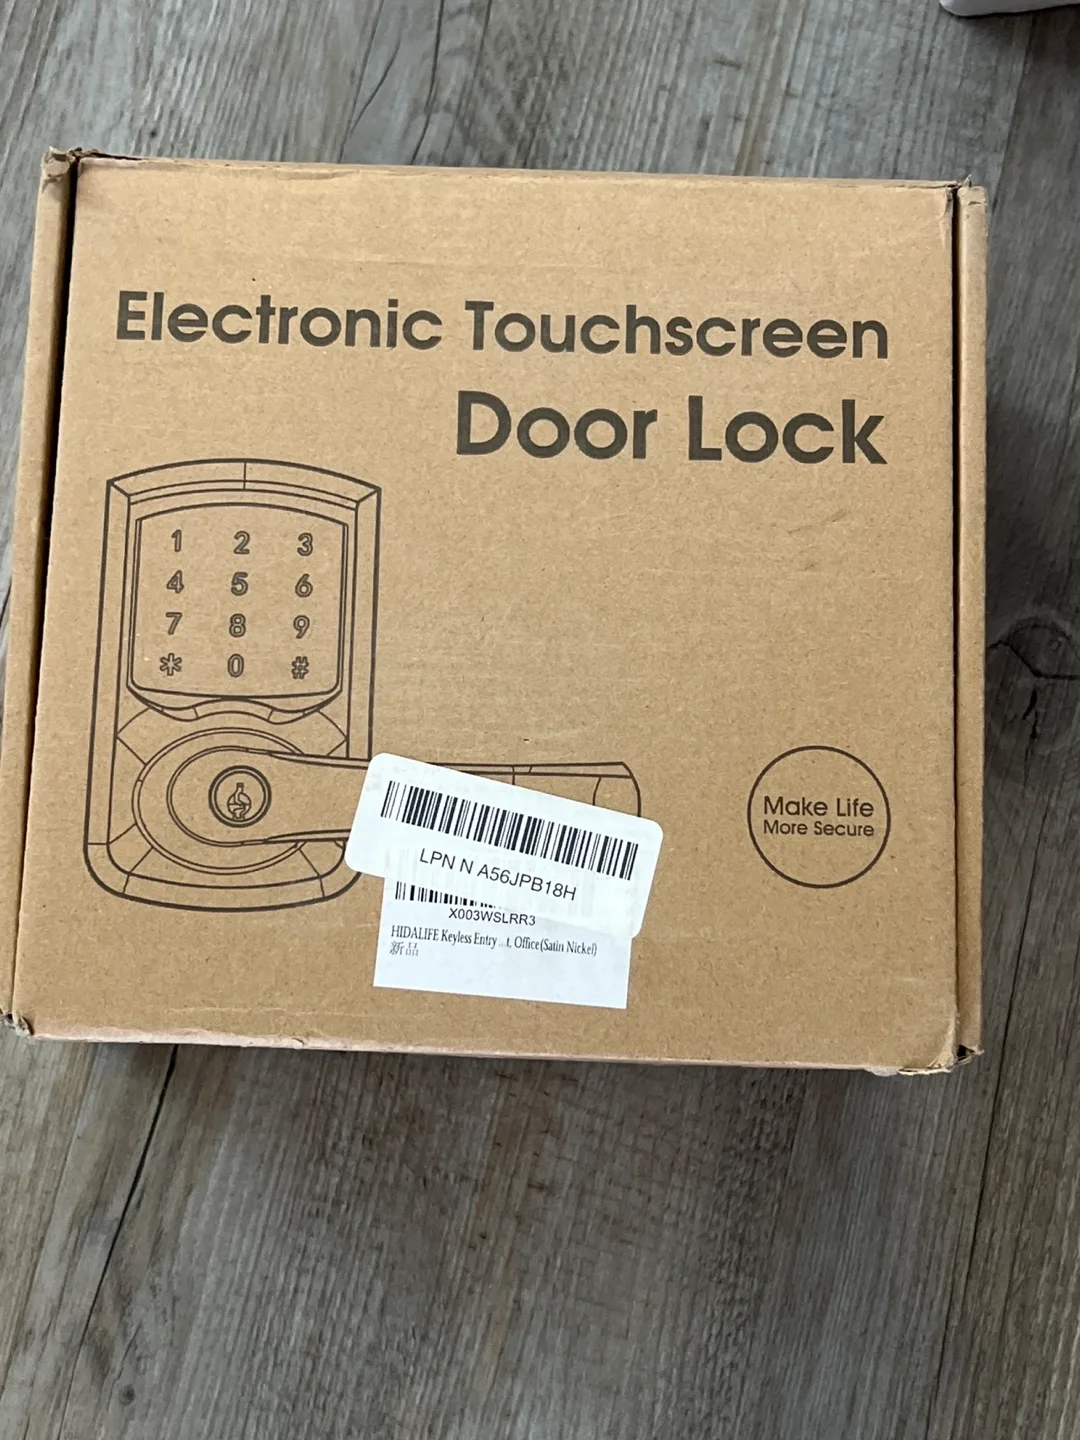 Electronic Touchscreen
Door Lock
1 2 3
4 5 6
7 8 9
* 0 #
Make Life
More Secure
LPN N A56JPB18H
X003WSLRR3
HIDALIFE Keyless Entry ...t, Office(Satin Nickel)
新品